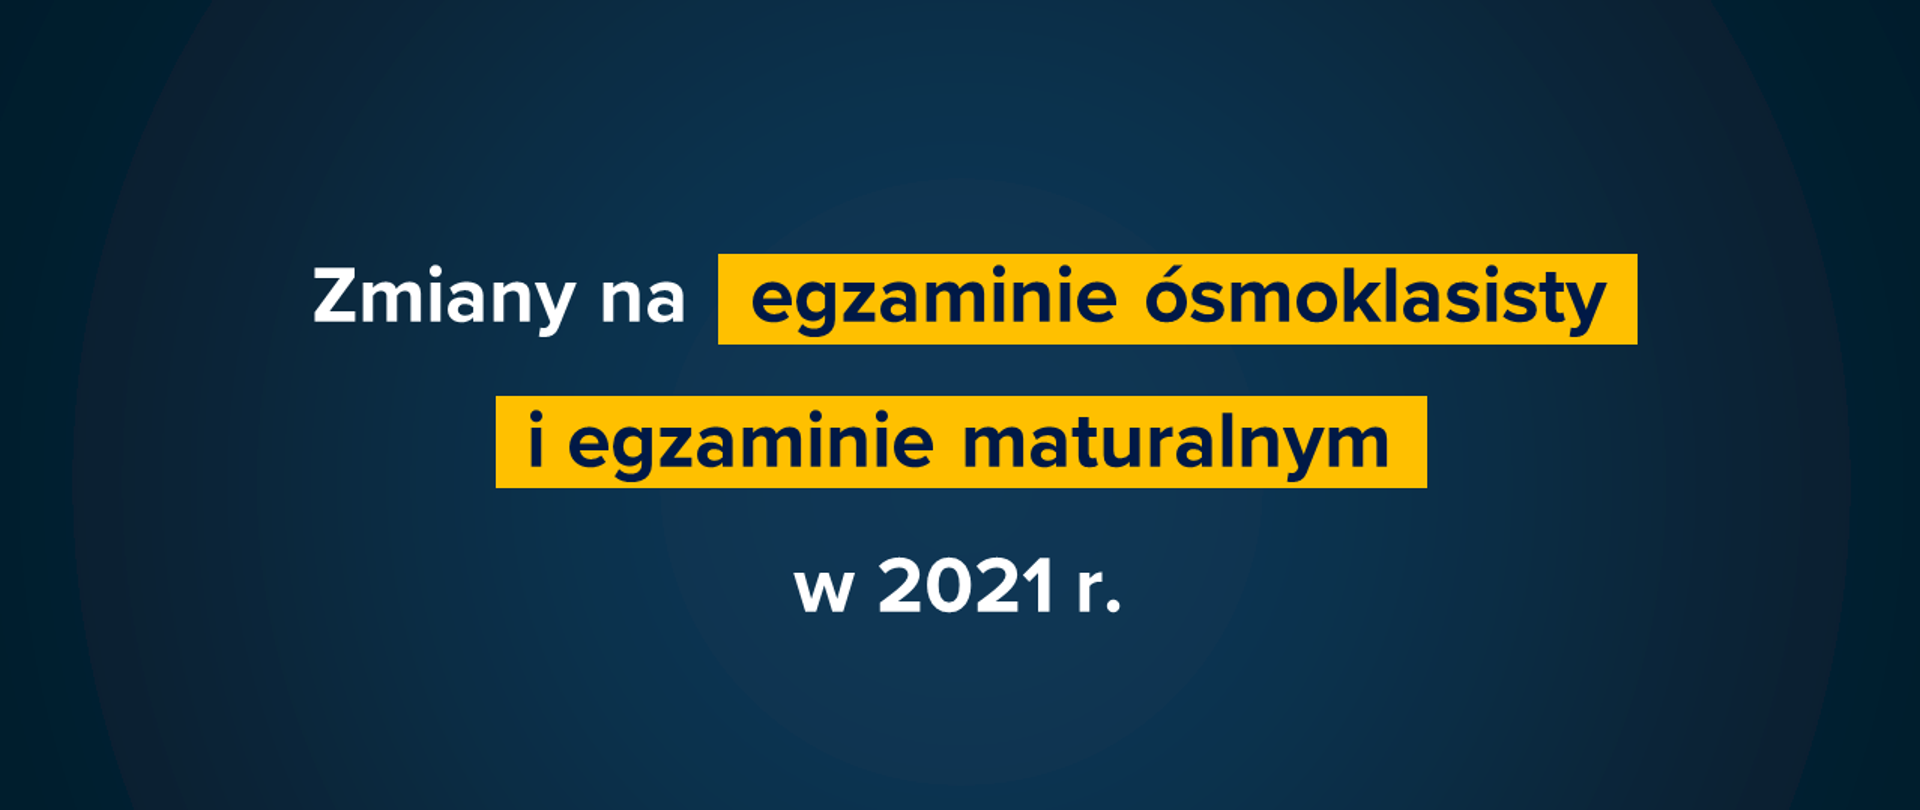 Zmiany na egzaminie ósmoklasisty
i egzaminie maturalnym
w 2021 r.